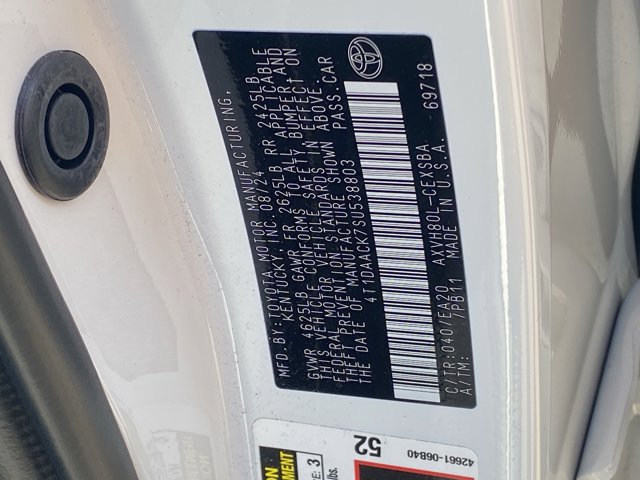 MFD.BY:TOYOTA MOTOR MANUFACTURING,
KENTUCKY, INC. 08/24
GVWR 4625LB GAWR FR 2625LB RR 2425LB
THIS VEHICLE CONFORMS TO ALL APPLICABLE
FEDERAL MOTOR VEHICLE SAFETY, BUMPER, AND
THEFT PREVENTION STANDARDS IN EFFECT ON
THE DATE OF MANUFACTURE SHOWN ABOVE.
4T1DAACK7SU538803 PASS.CAR
C/TR:040/EA20 AXVH80L-CEXSBA
A/TM: /PB11 MADE IN U.S.A. 69718
42661-06B40
52